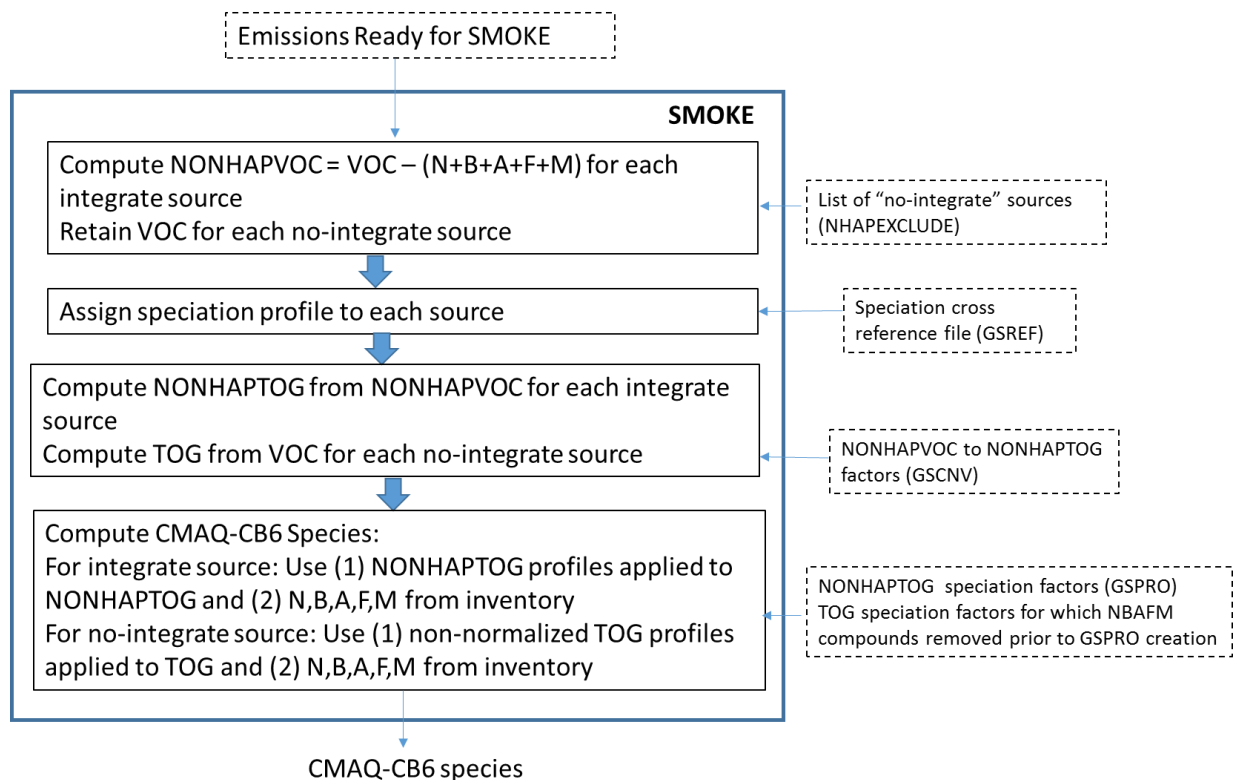 Emissions Ready for SMOKE
SMOKE
Compute NONHAPVOC = VOC – (N+B+A+F+M) for each
integrate source
Retain VOC for each no-integrate source
List of “no-integrate” sources
(NHAPEXCLUDE)
Assign speciation profile to each source
Speciation cross
reference file (GSREF)
Compute NONHAPTOG from NONHAPVOC for each integrate
source
Compute TOG from VOC for each no-integrate source
NONHAPVOC to NONHAPTOG
factors (GSCNV)
Compute CMAQ-CB6 Species:
For integrate source: Use (1) NONHAPTOG profiles applied to
NONHAPTOG and (2) N,B,A,F,M from inventory
For no-integrate source: Use (1) non-normalized TOG profiles
applied to TOG and (2) N,B,A,F,M from inventory
NONHAPTOG speciation factors (GSPRO)
TOG speciation factors for which NBAFM
compounds removed prior to GSPRO creation
CMAQ-CB6 species